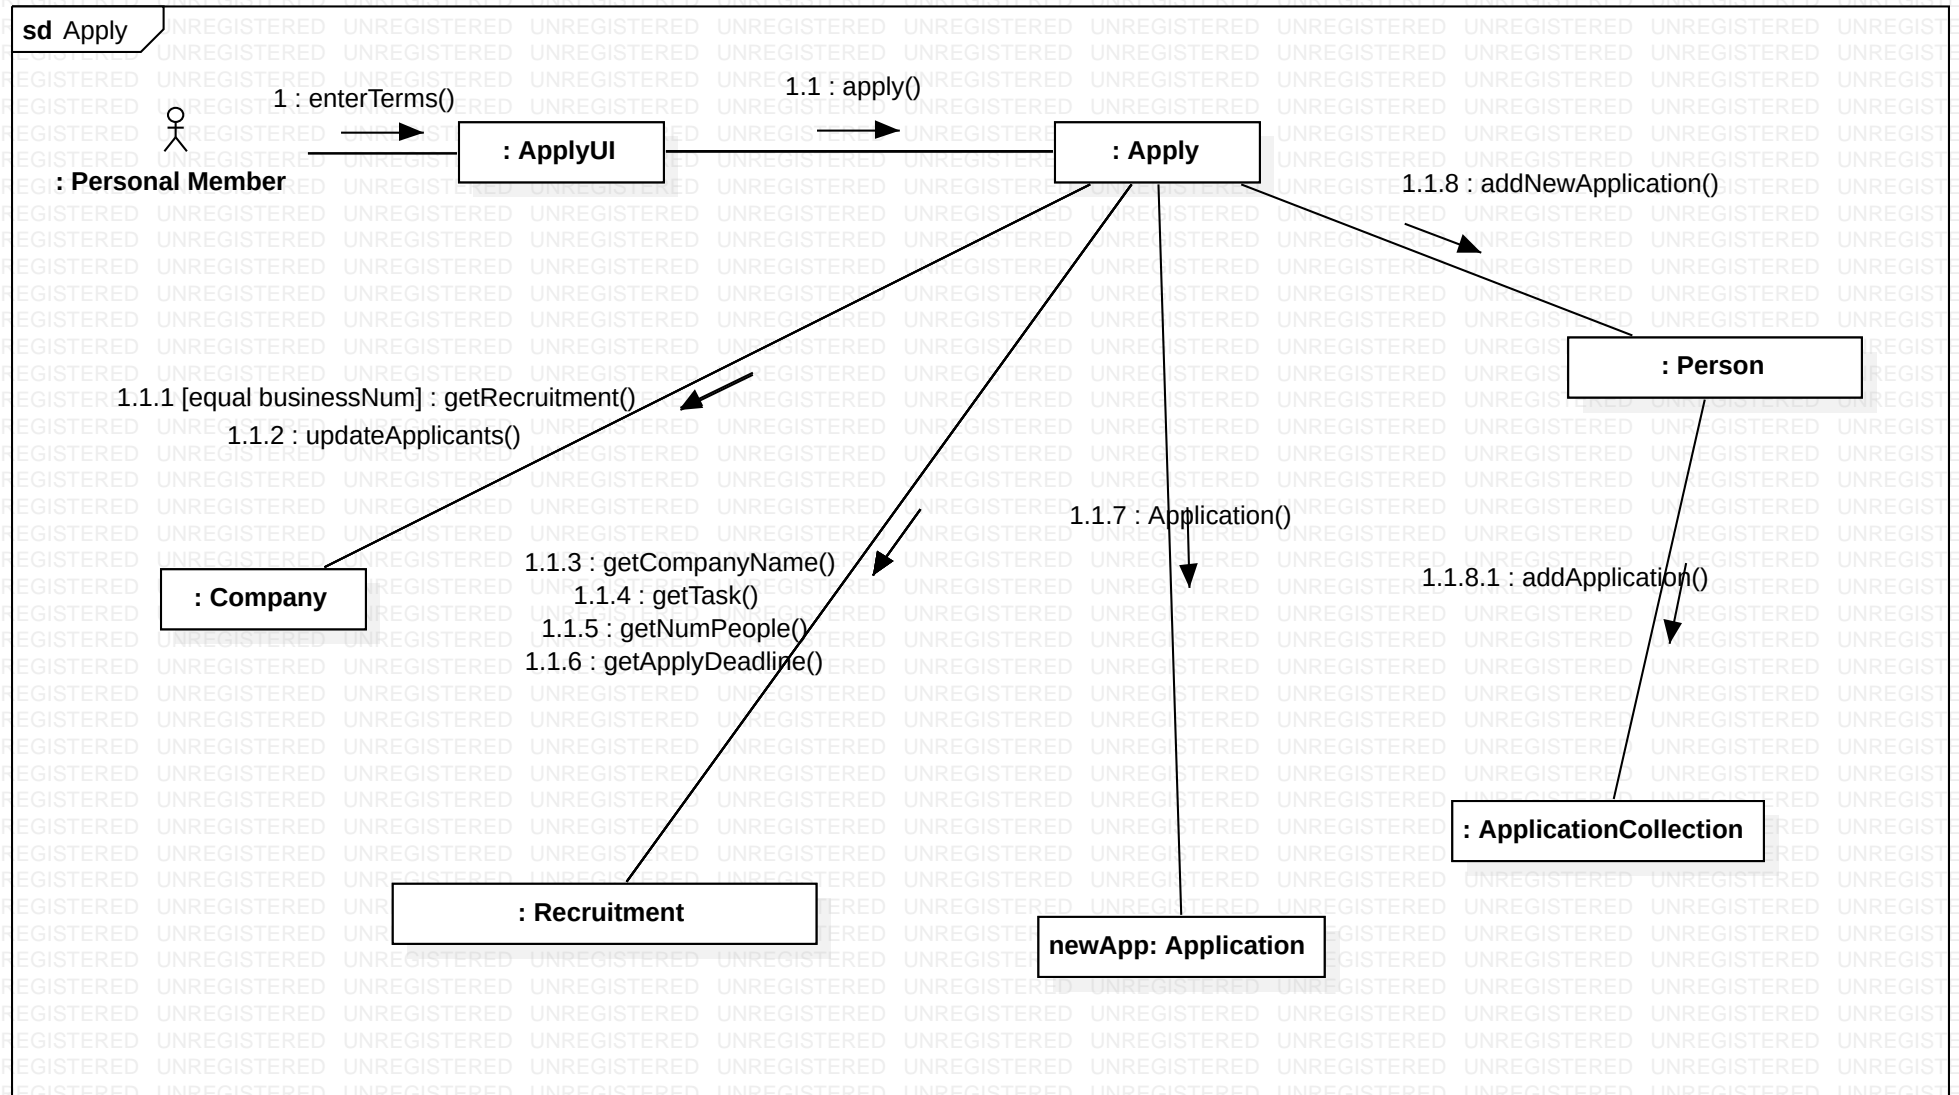 sd Apply
1 : enterTerms()
1.1 : apply()
: Personal Member
: ApplyUI
: Apply
1.1.8 : addNewApplication()
: Person
1.1.1 [equal businessNum] : getRecruitment()
1.1.2 : updateApplicants()
1.1.7 : Application()
1.1.3 : getCompanyName()
1.1.4 : getTask()
1.1.5 : getNumPeople()
1.1.6 : getApplyDeadline()
1.1.8.1 : addApplication()
: Company
: ApplicationCollection
: Recruitment
newApp: Application
UNREGISTERED